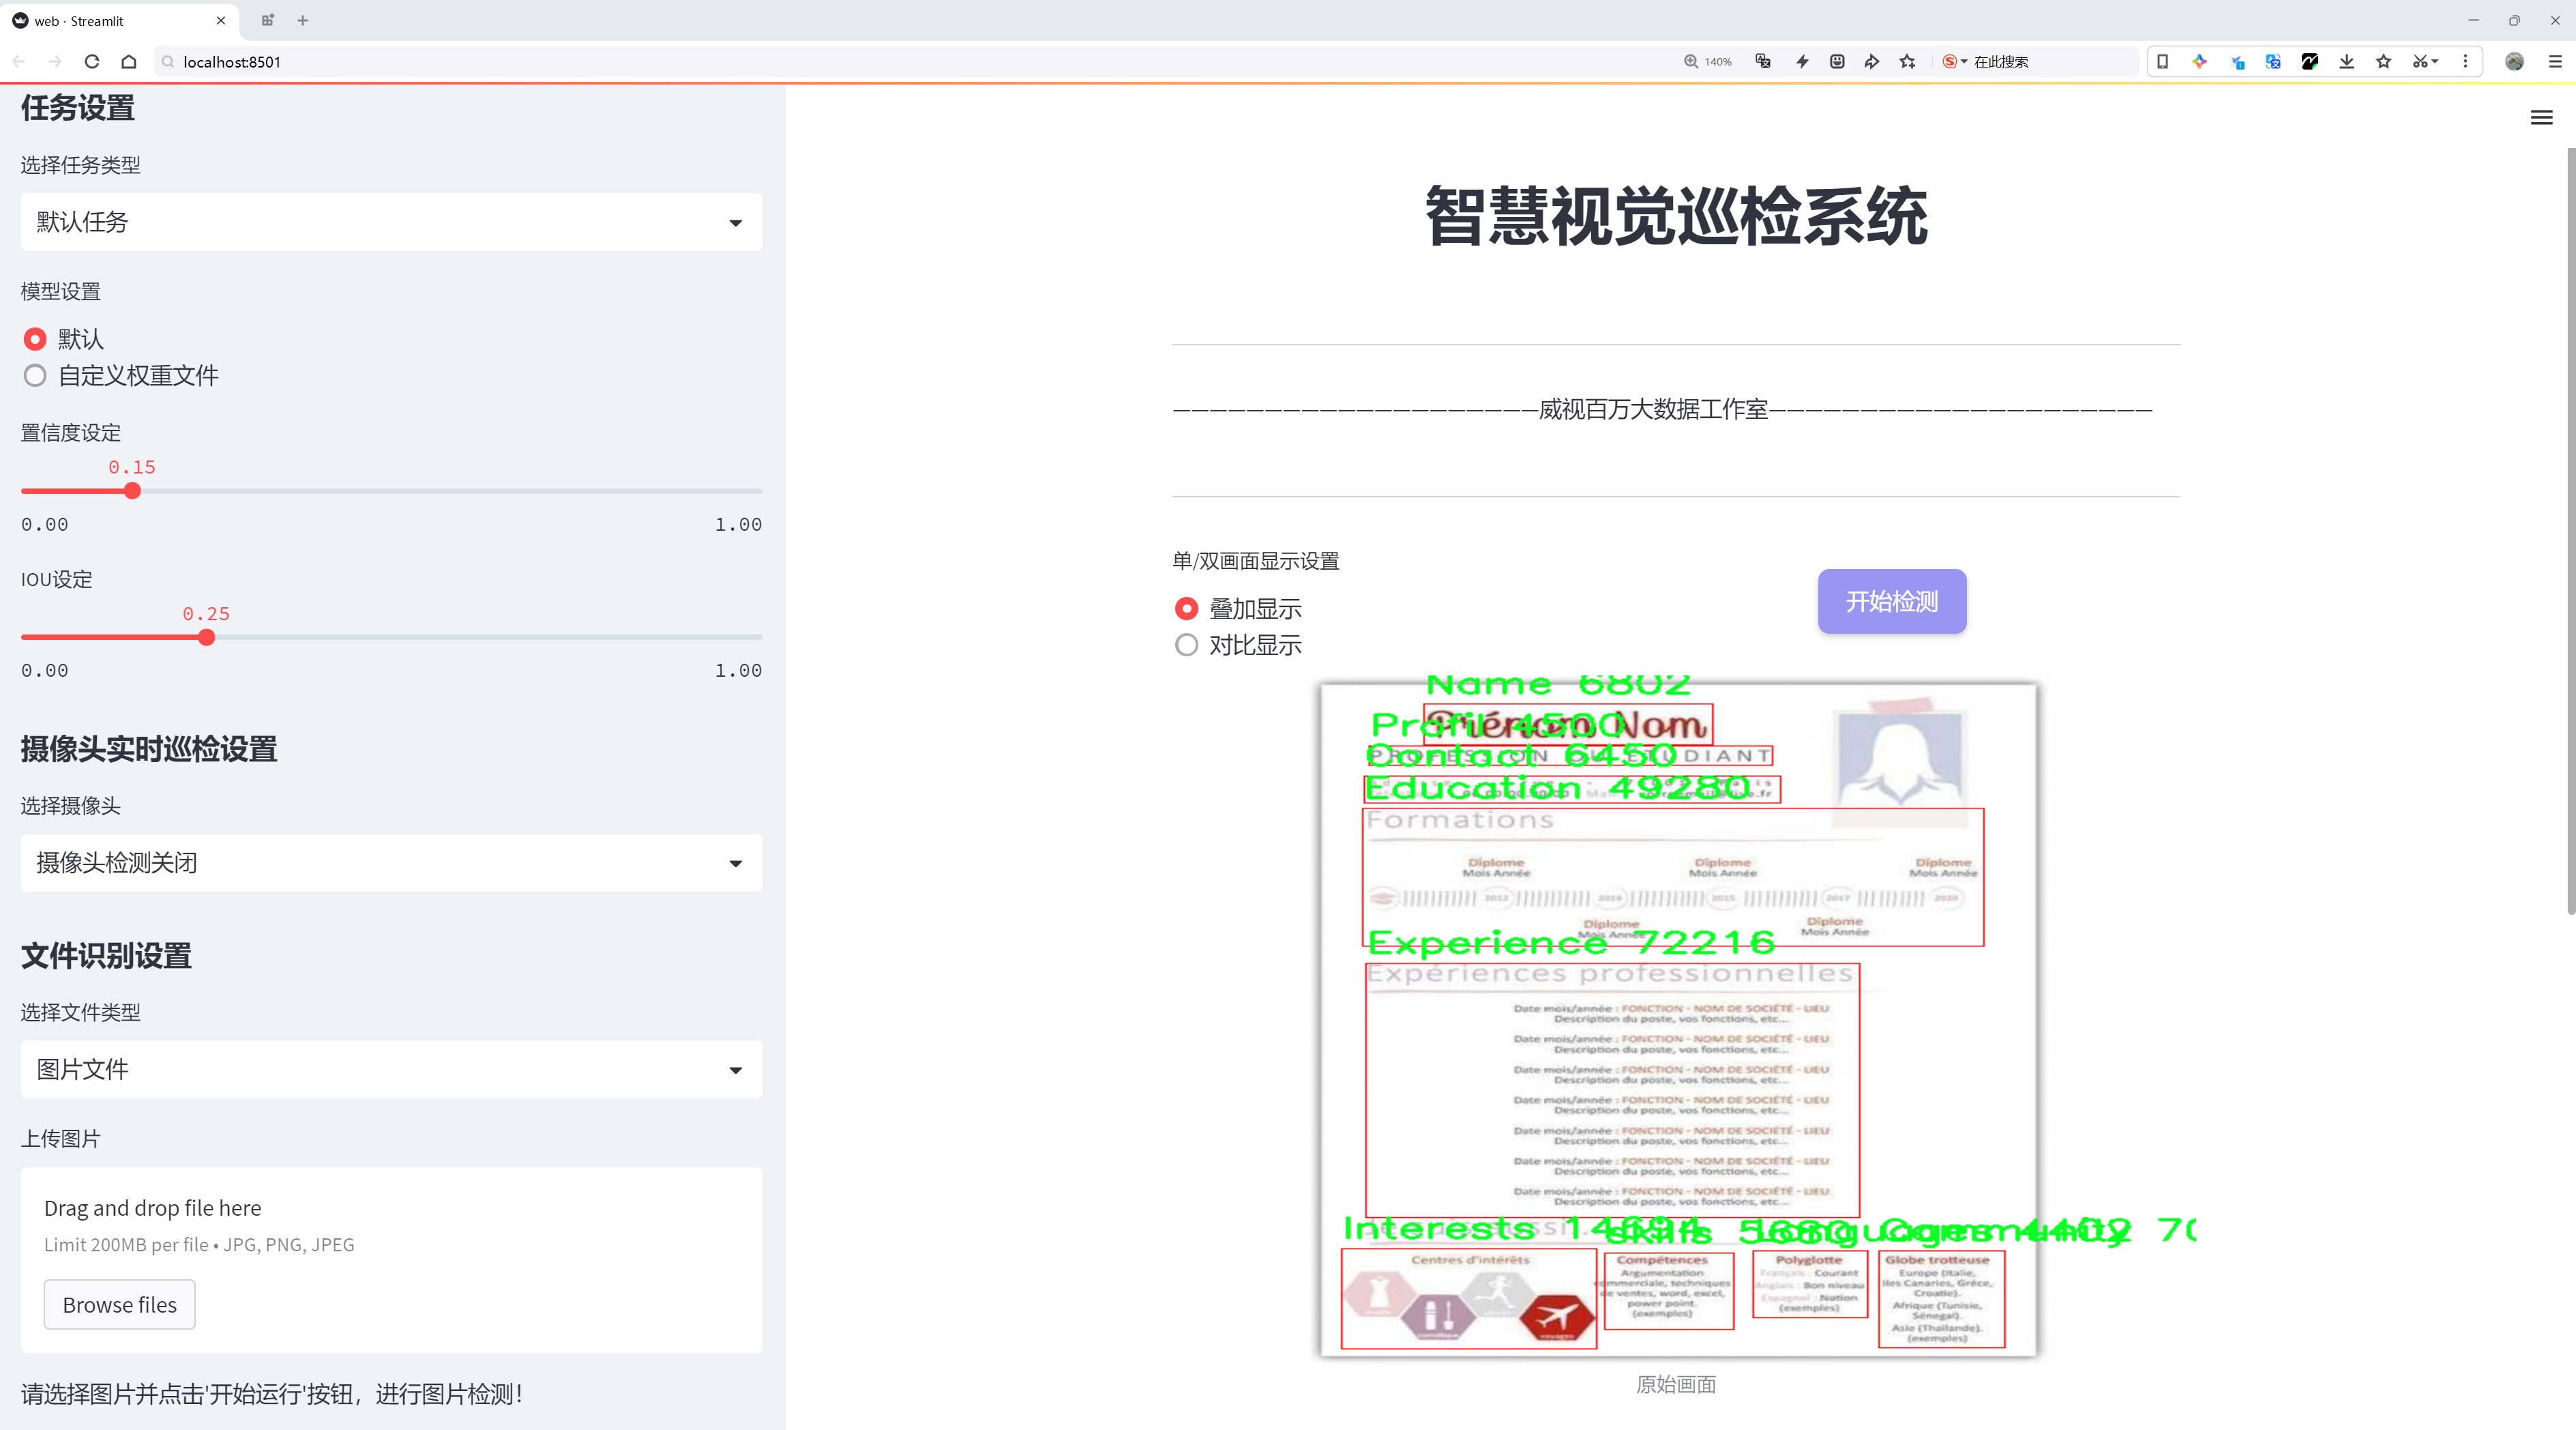 web · Streamlit
localhost:8501
140%
在此搜索
任务设置
选择任务类型
默认任务
模型设置
默认
自定义权重文件
置信度设定
0.15
0.00 1.00
IOU设定
0.25
0.00 1.00
摄像头实时巡检设置
选择摄像头
摄像头检测关闭
文件识别设置
选择文件类型
图片文件
上传图片
Drag and drop file here
Limit 200MB per file • JPG, PNG, JPEG
Browse files
请选择图片并点击'开始运行'按钮，进行图片检测！
智慧视觉巡检系统
————————————————————威视百万大数据工作室—————————————————————
单/双画面显示设置
叠加显示
对比显示
开始检测
Name 6802
Prénom Nom
Profil 4500
PROFESSION OU ETUDIANT
Contact 6450
Education 49280
Formations
Diplome Diplome Diplome
Mois Année Mois Année Mois Année
2012 2014 2015 2017 2020
Diplome Diplome
Mois Année Mois Année
Experience 72216
Expériences professionnelles
Date mois/année : FONCTION - NOM DE SOCIÉTÉ - LIEU
Description du poste, vos fonctions, etc...
Date mois/année : FONCTION - NOM DE SOCIÉTÉ - LIEU
Description du poste, vos fonctions, etc...
Date mois/année : FONCTION - NOM DE SOCIÉTÉ - LIEU
Description du poste, vos fonctions, etc...
Date mois/année : FONCTION - NOM DE SOCIÉTÉ - LIEU
Description du poste, vos fonctions, etc...
Date mois/année : FONCTION - NOM DE SOCIÉTÉ - LIEU
Description du poste, vos fonctions, etc...
Date mois/année : FONCTION - NOM DE SOCIÉTÉ - LIEU
Description du poste, vos fonctions, etc...
Date mois/année : FONCTION - NOM DE SOCIÉTÉ - LIEU
Description du poste, vos fonctions, etc...
Interests 14694 Skills 5680 Languages 4402 Community 70
Centres d'intérêts
Compétences
Argumentation
commerciale, techniques
de ventes, word, excel,
power point.
(exemples)
Polyglotte
Français : Courant
Anglais : Bon niveau
Espagnol : Notion
(exemples)
Globe trotteuse
Europe (Italie,
Iles Canaries, Grèce,
Croatie).
Afrique (Tunisie,
Sénégal).
Asie (Thaïlande).
(exemples)
原始画面